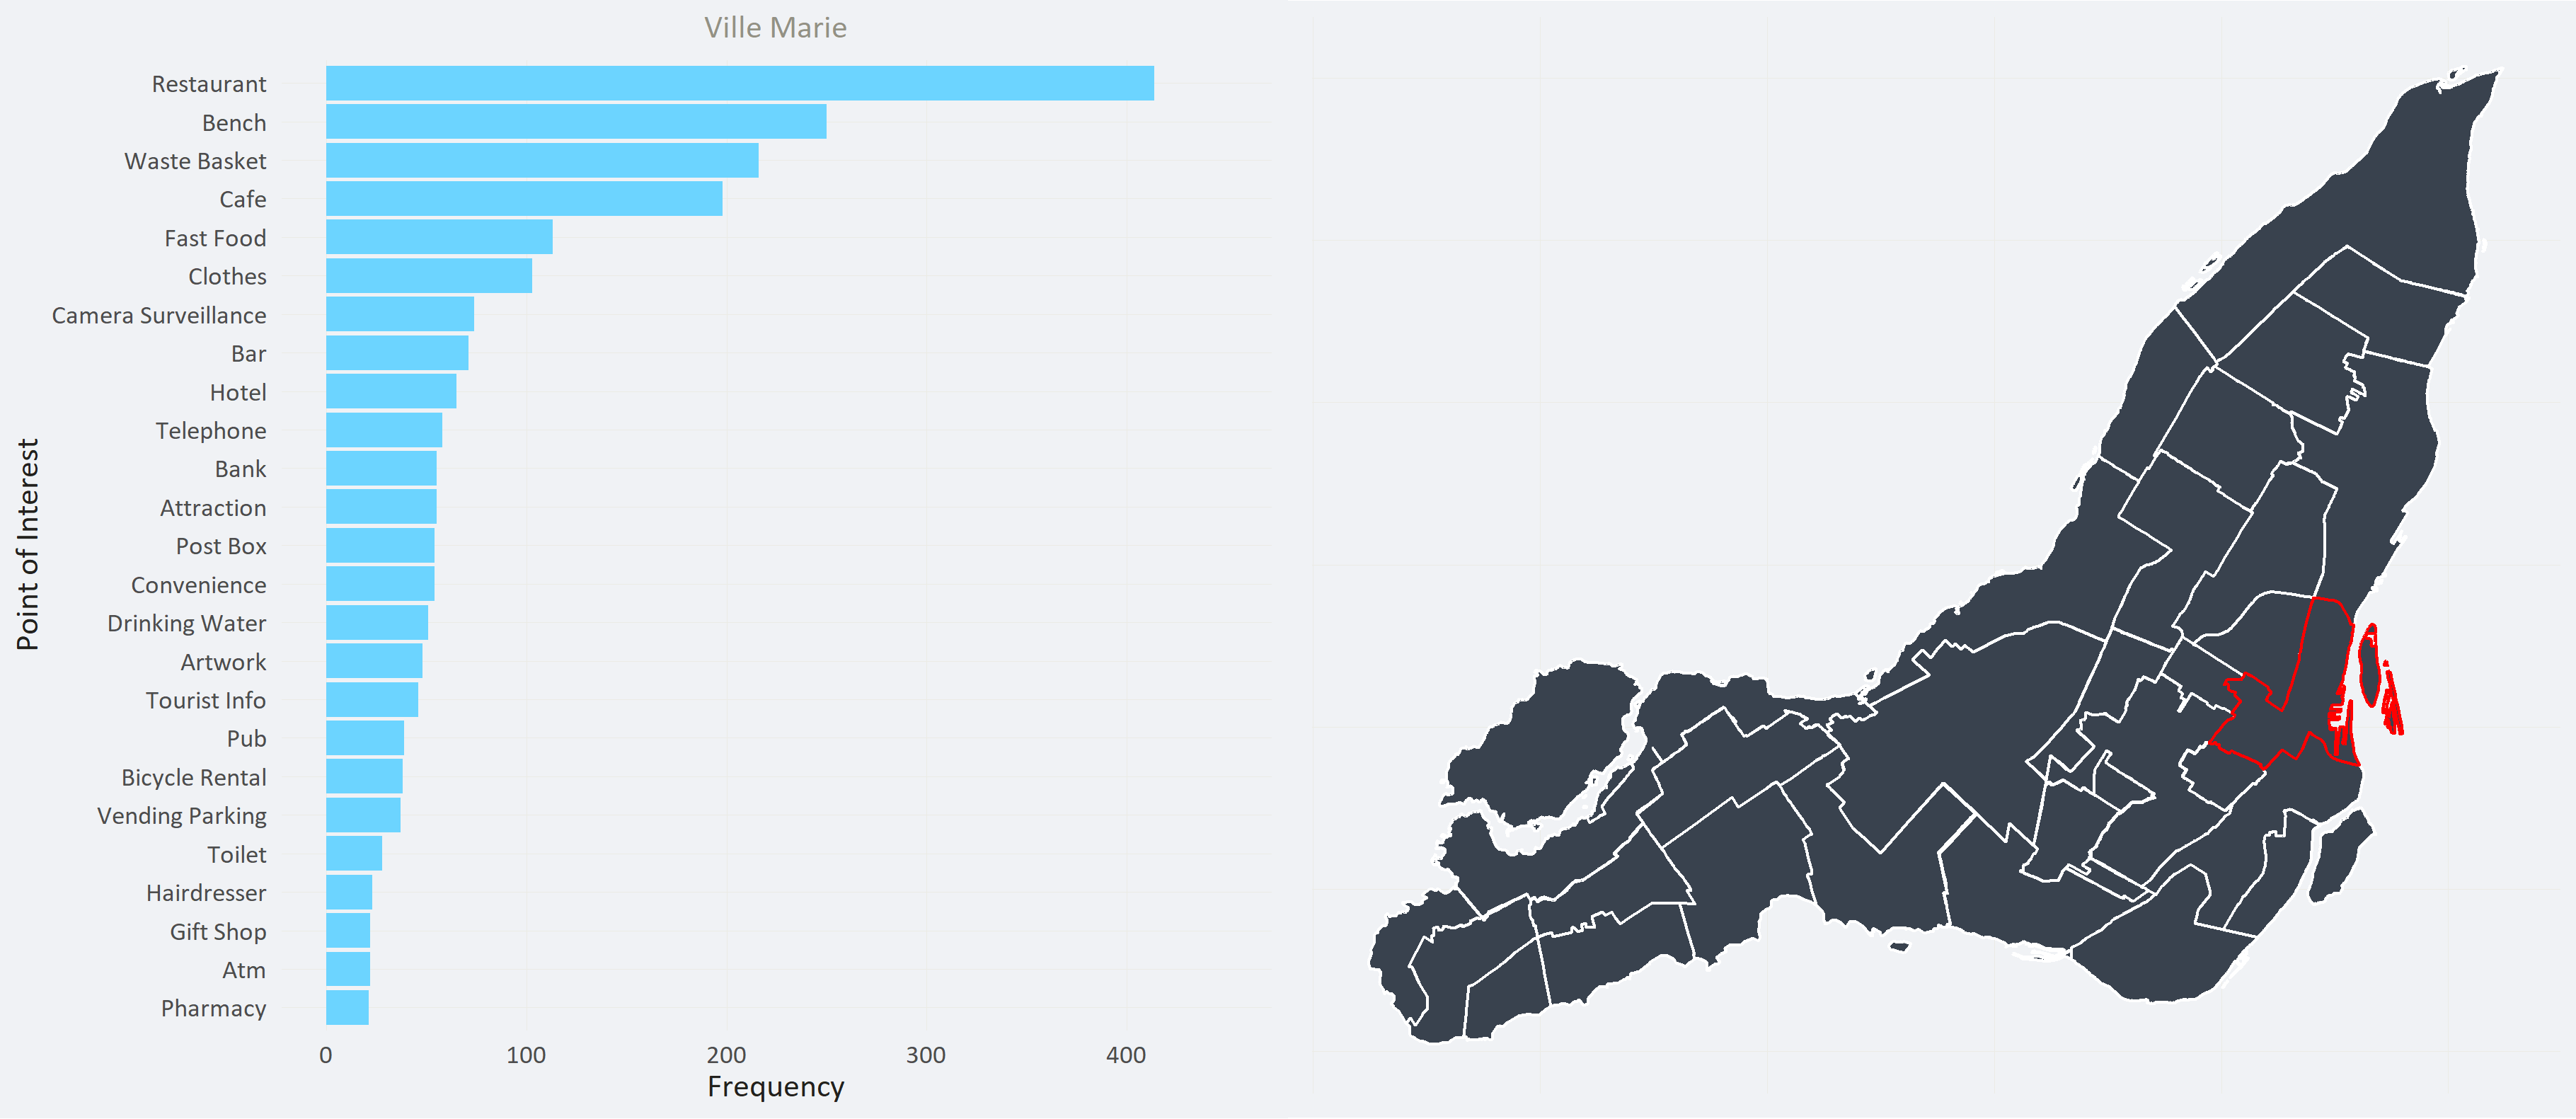 Ville Marie
Point of Interest
Restaurant
Bench
Waste Basket
Cafe
Fast Food
Clothes
Camera Surveillance
Bar
Hotel
Telephone
Bank
Attraction
Post Box
Convenience
Drinking Water
Artwork
Tourist Info
Pub
Bicycle Rental
Vending Parking
Toilet
Hairdresser
Gift Shop
Atm
Pharmacy
0 100 200 300 400
Frequency